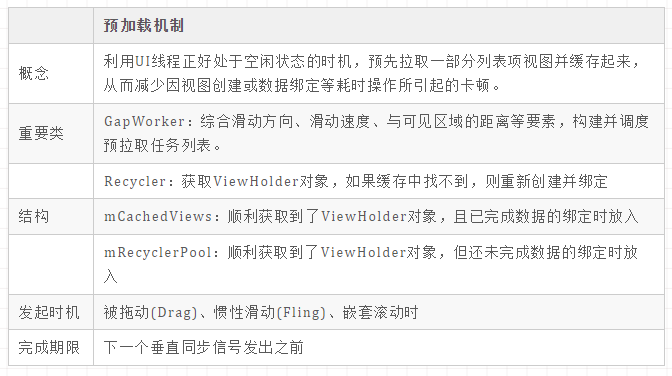 预加载机制
概念
利用UI线程正好处于空闲状态的时机，预先拉取一部分列表项视图并缓存起来，
从而减少因视图创建或数据绑定等耗时操作所引起的卡顿。
重要类
GapWorker：综合滑动方向、滑动速度、与可见区域的距离等要素，构建并调度
预拉取任务列表。
Recycler：获取ViewHolder对象，如果缓存中找不到，则重新创建并绑定
结构
mCachedViews：顺利获取到了ViewHolder对象，且已完成数据的绑定时放入
mRecyclerPool：顺利获取到了ViewHolder对象，但还未完成数据的绑定时放
入
发起时机
被拖动(Drag)、惯性滑动(Fling)、嵌套滚动时
完成期限
下一个垂直同步信号发出之前